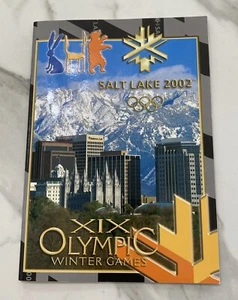 SALT LAKE 2002
XIX
OLYMPIC
WINTER GAMES